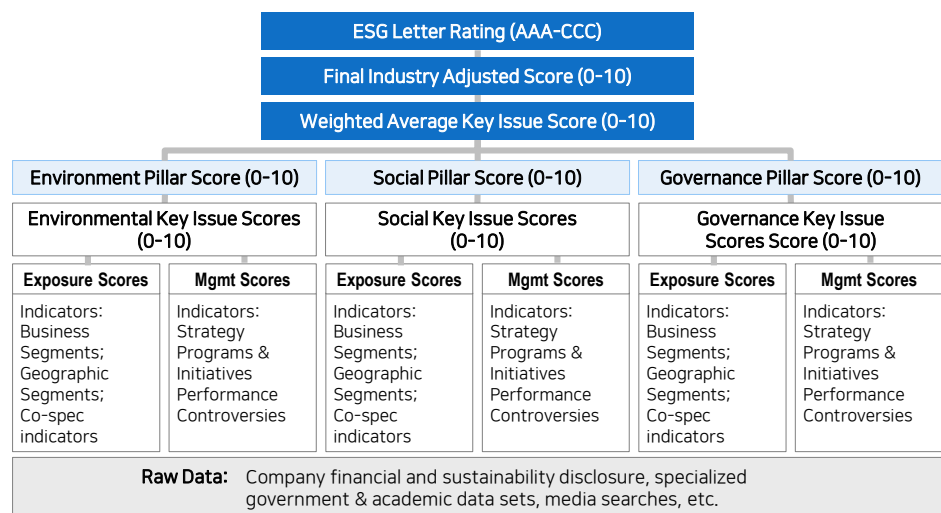 ESG Letter Rating (AAA-CCC)
Final Industry Adjusted Score (0-10)
Weighted Average Key Issue Score (0-10)
Environment Pillar Score (0-10)
Social Pillar Score (0-10)
Governance Pillar Score (0-10)
Environmental Key Issue Scores
(0-10)
Social Key Issue Scores
(0-10)
Governance Key Issue
Scores Score (0-10)
Exposure Scores
Indicators:
Business
Segments;
Geographic
Segments;
Co-spec
indicators
Mgmt Scores
Indicators:
Strategy
Programs &
Initiatives
Performance
Controversies
Exposure Scores
Indicators:
Business
Segments;
Geographic
Segments;
Co-spec
indicators
Mgmt Scores
Indicators:
Strategy
Programs &
Initiatives
Performance
Controversies
Exposure Scores
Indicators:
Business
Segments;
Geographic
Segments;
Co-spec
indicators
Mgmt Scores
Indicators:
Strategy
Programs &
Initiatives
Performance
Controversies
Raw Data: Company financial and sustainability disclosure, specialized
government & academic data sets, media searches, etc.